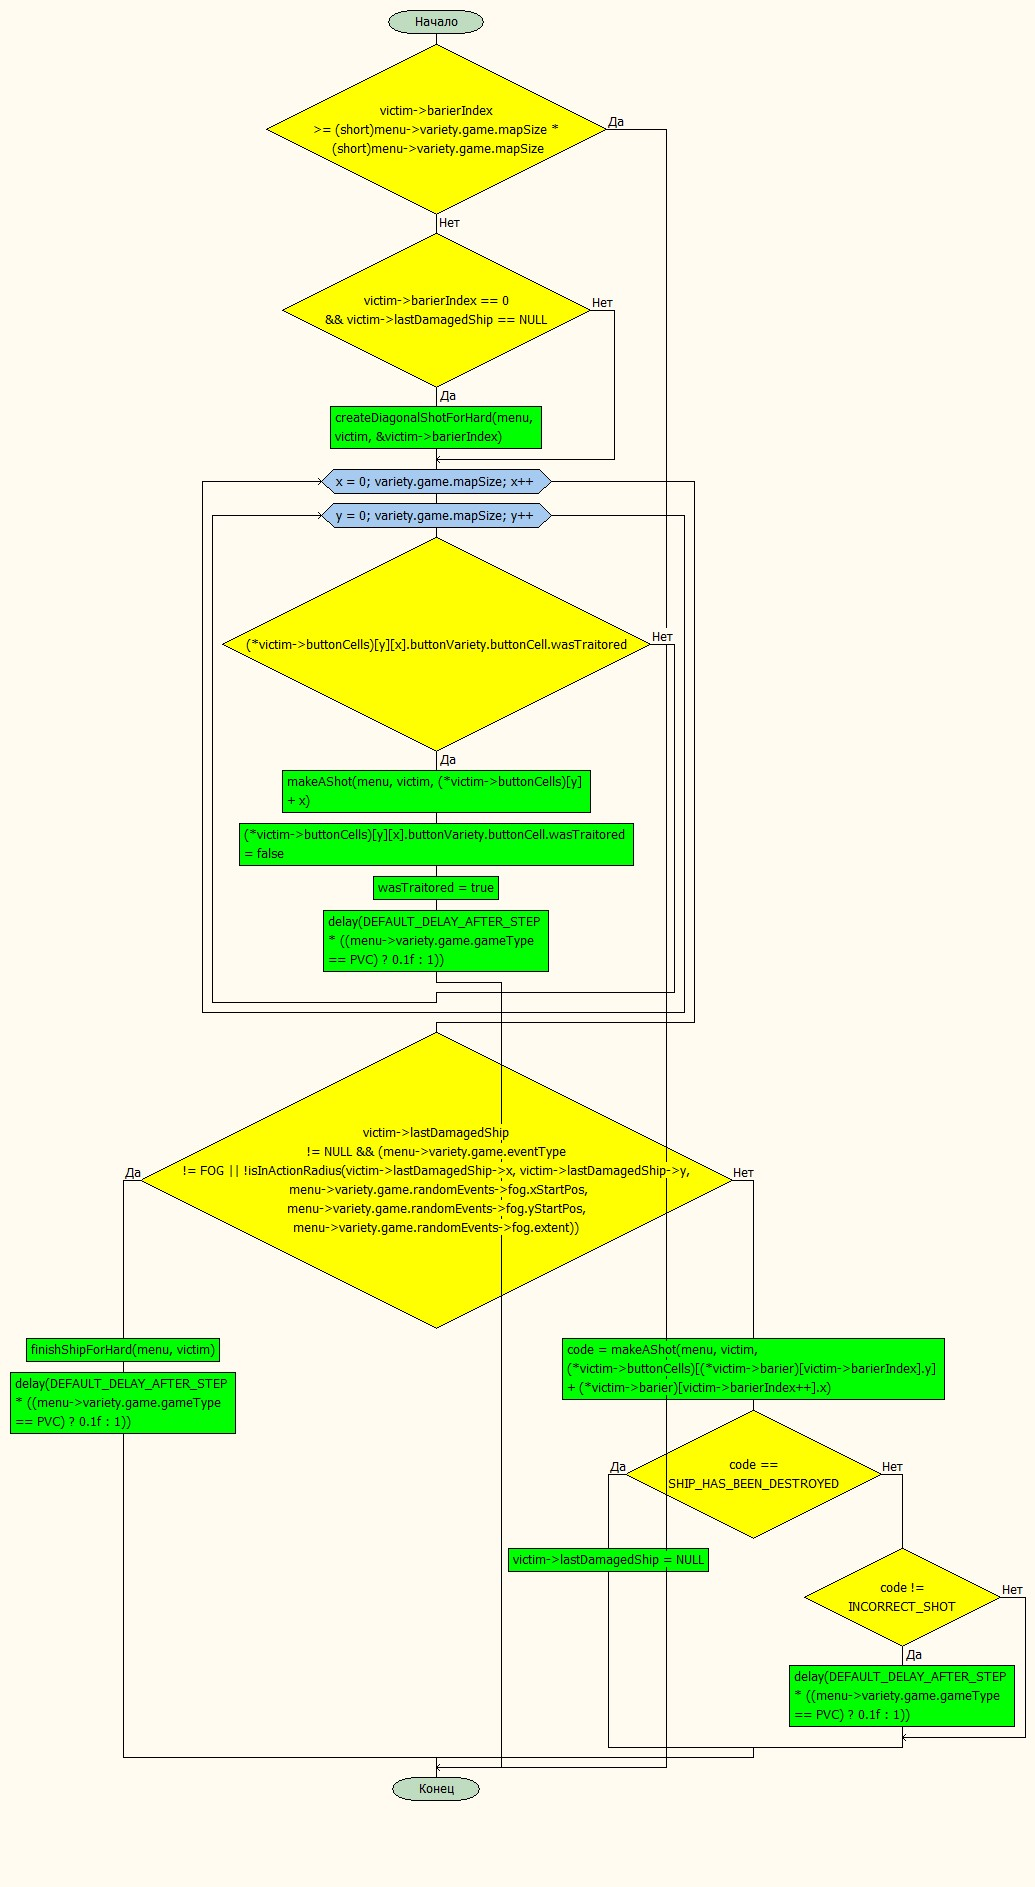 Начало
victim->barierIndex
>= (short)menu->variety.game.mapSize *
(short)menu->variety.game.mapSize
Да
Нет
victim->barierIndex == 0
&& victim->lastDamagedShip == NULL
Нет
Да
createDiagonalShotForHard(menu,
victim, &victim->barierIndex)
x = 0; variety.game.mapSize; x++
y = 0; variety.game.mapSize; y++
(*victim->buttonCells)[y][x].buttonVariety.buttonCell.wasTraitored
Нет
Да
makeAShot(menu, victim, (*victim->buttonCells)[y]
+ x)
(*victim->buttonCells)[y][x].buttonVariety.buttonCell.wasTraitored
= false
wasTraitored = true
delay(DEFAULT_DELAY_AFTER_STEP
* ((menu->variety.game.gameType
== PVC) ? 0.1f : 1))
victim->lastDamagedShip
!= NULL && (menu->variety.game.eventType
!= FOG || !isInActionRadius(victim->lastDamagedShip->x, victim->lastDamagedShip->y,
menu->variety.game.randomEvents->fog.xStartPos,
menu->variety.game.randomEvents->fog.yStartPos,
menu->variety.game.randomEvents->fog.extent))
Да
Нет
finishShipForHard(menu, victim)
delay(DEFAULT_DELAY_AFTER_STEP
* ((menu->variety.game.gameType
== PVC) ? 0.1f : 1))
code = makeAShot(menu, victim,
(*victim->buttonCells)[(*victim->barier)[victim->barierIndex].y]
+ (*victim->barier)[victim->barierIndex++].x)
code ==
SHIP_HAS_BEEN_DESTROYED
Да
Нет
victim->lastDamagedShip = NULL
code !=
INCORRECT_SHOT
Нет
Да
delay(DEFAULT_DELAY_AFTER_STEP
* ((menu->variety.game.gameType
== PVC) ? 0.1f : 1))
Конец